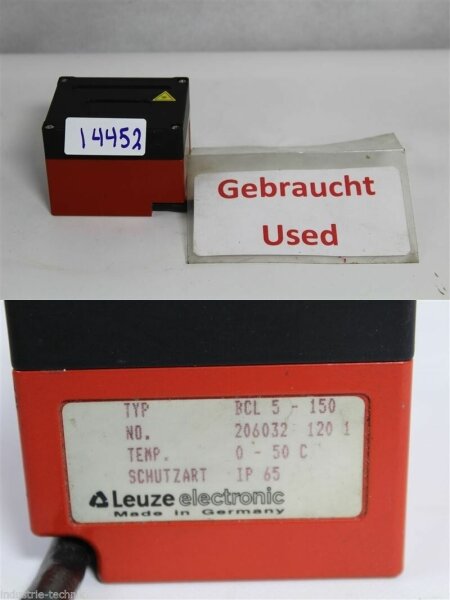 14452
Gebraucht
Used
TYP BCL 5 - 150
NO. 206032 120 1
TEMP. 0 - 50 C
SCHUTZART IP 65
Leuze electronic
Made in Germany